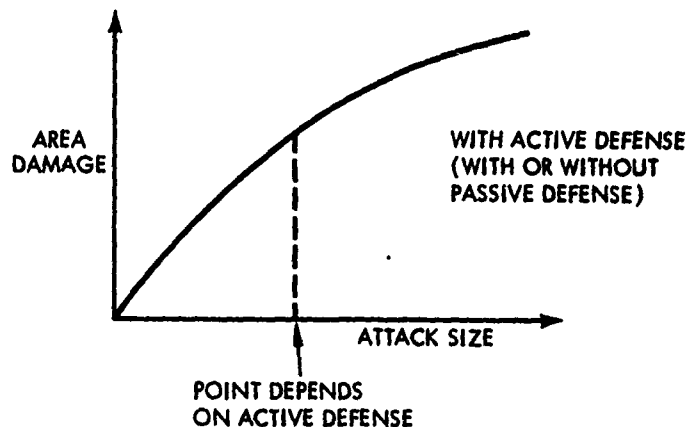 AREA
DAMAGE
WITH ACTIVE DEFENSE
(WITH OR WITHOUT
PASSIVE DEFENSE)
ATTACK SIZE
POINT DEPENDS
ON ACTIVE DEFENSE